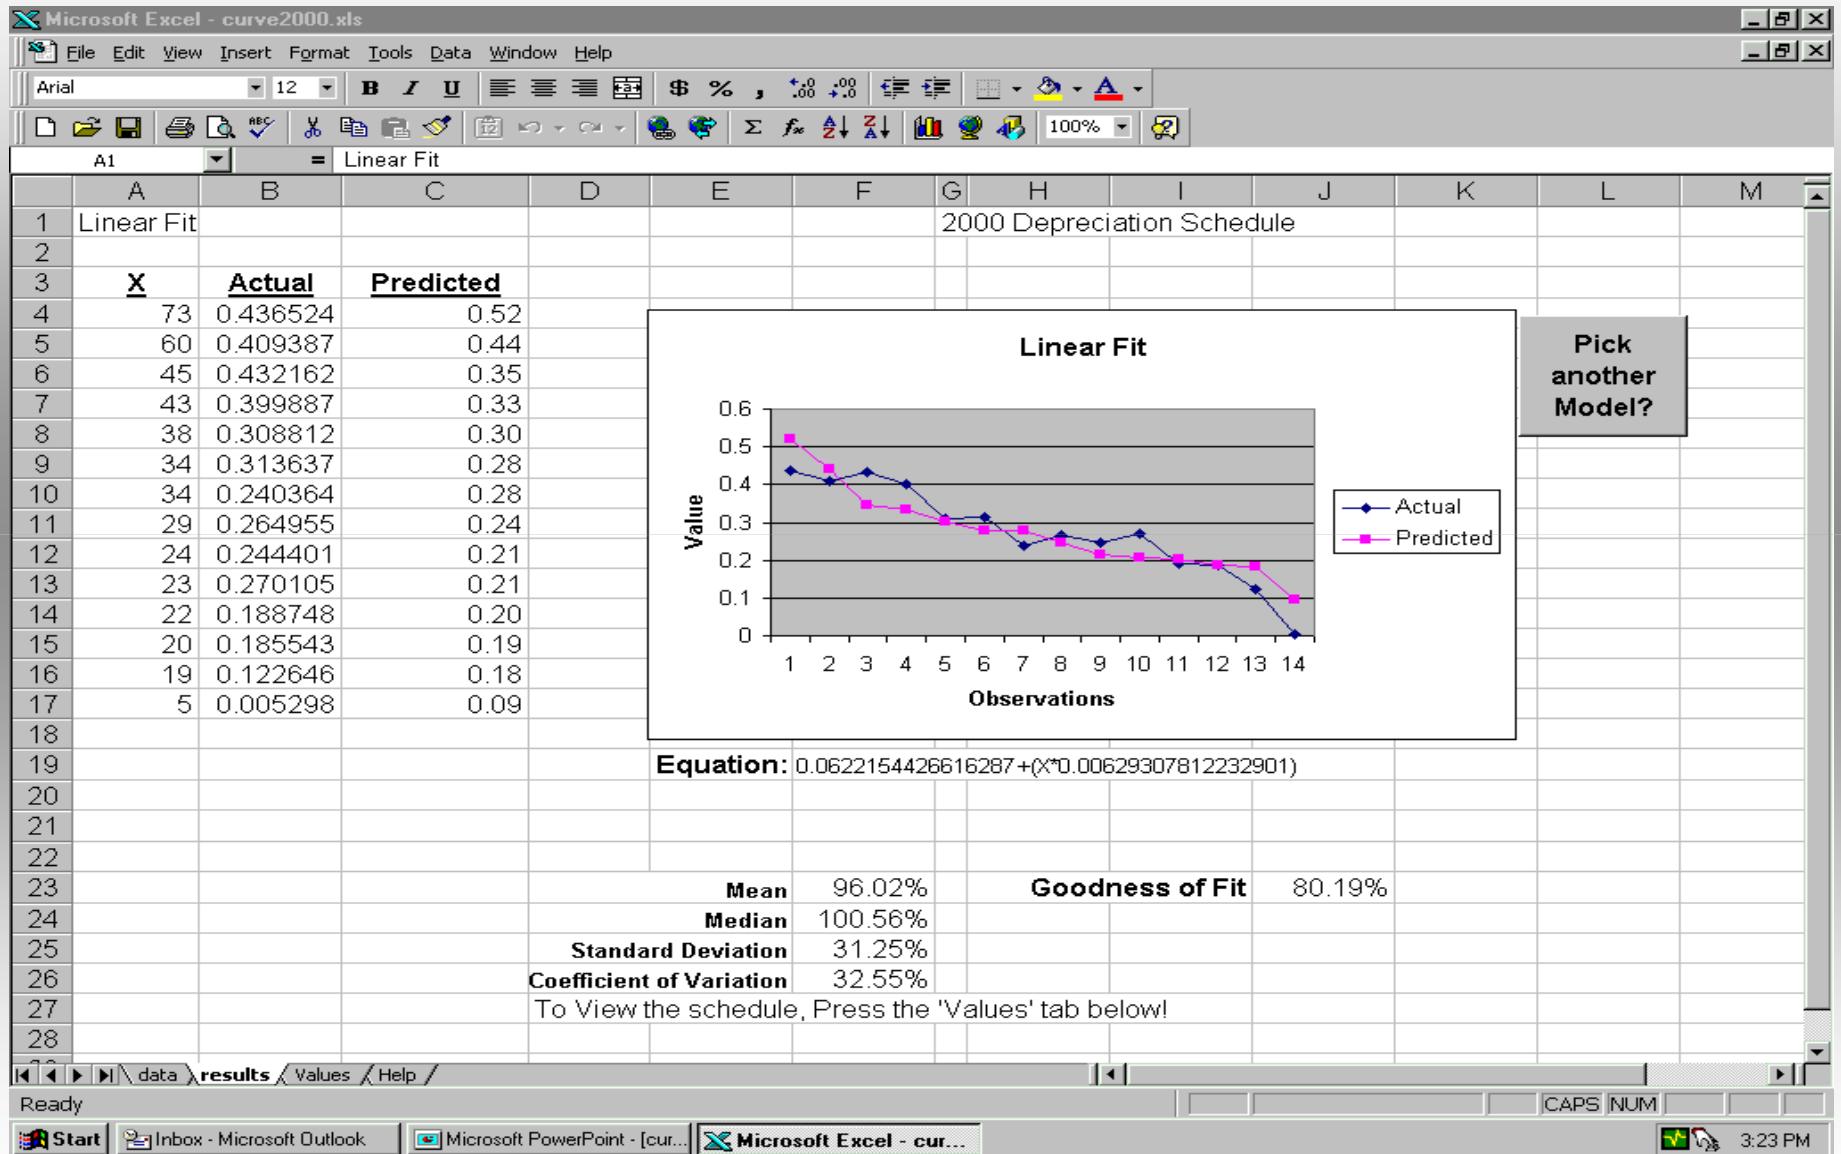 Microsoft Excel - curve2000.xls
File Edit View Insert Format Tools Data Window Help
Arial 12 B I U $ % , .00 .00
100%
A1 = Linear Fit
A B C D E F G H I J K L M
1 Linear Fit 2000 Depreciation Schedule
2
3 X Actual Predicted
4 73 0.436524 0.52
5 60 0.409387 0.44
6 45 0.432162 0.35
7 43 0.399887 0.33
8 38 0.308812 0.30
9 34 0.313637 0.28
10 34 0.240364 0.28
11 29 0.264955 0.24
12 24 0.244401 0.21
13 23 0.270105 0.21
14 22 0.188748 0.20
15 20 0.185543 0.19
16 19 0.122646 0.18
17 5 0.005298 0.09
18
Linear Fit
Value
0.6
0.5
0.4
0.3
0.2
0.1
0
1 2 3 4 5 6 7 8 9 10 11 12 13 14
Observations
Actual
Predicted
Pick
another
Model?
19 Equation: 0.0622154426616287+(X*0.00629307812232901)
20
21
22
23 Mean 96.02% Goodness of Fit 80.19%
24 Median 100.56%
25 Standard Deviation 31.25%
26 Coefficient of Variation 32.55%
27 To View the schedule, Press the 'Values' tab below!
28
data results Values Help
Ready CAPS NUM
Start Inbox - Microsoft Outlook Microsoft PowerPoint - [cur... Microsoft Excel - cur... 3:23 PM